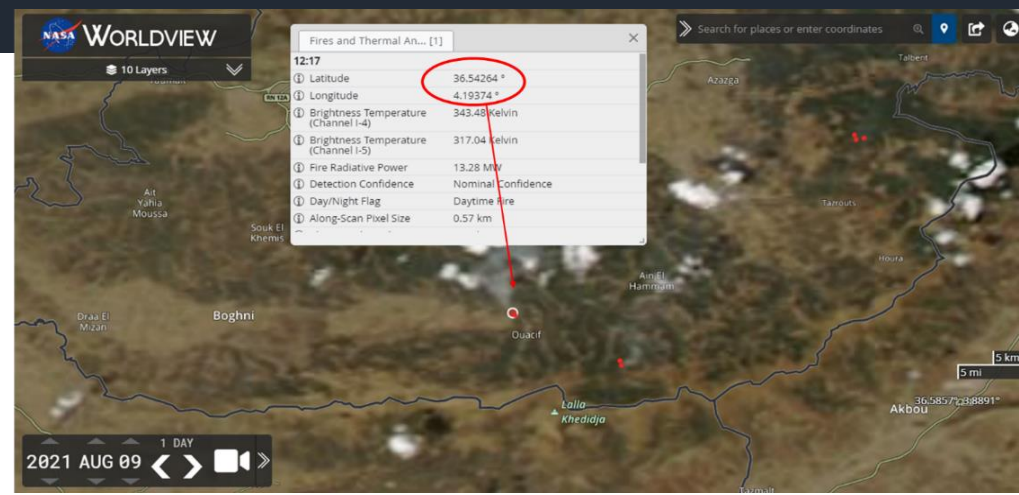 NASA WORLDVIEW
10 Layers
Fires and Thermal An... [1]
12:17
Latitude 36.54264 °
Longitude 4.19374 °
Brightness Temperature (Channel I-4) 343.48 Kelvin
Brightness Temperature (Channel I-5) 317.04 Kelvin
Fire Radiative Power 13.28 MW
Detection Confidence Nominal Confidence
Day/Night Flag Daytime Fire
Along-Scan Pixel Size 0.57 km
Search for places or enter coordinates
Talbent
Azazga
RN 12A
Ait
Yahia
Moussa
Tazrouts
Souk El
Khemis
Houra
Ain El
Hammam
Draa El
Mizan
Boghni
Ouacif
5 km
5 mi
Lalla
Khedidja
Akbou
Tazmalt
1 DAY
2021 AUG 09